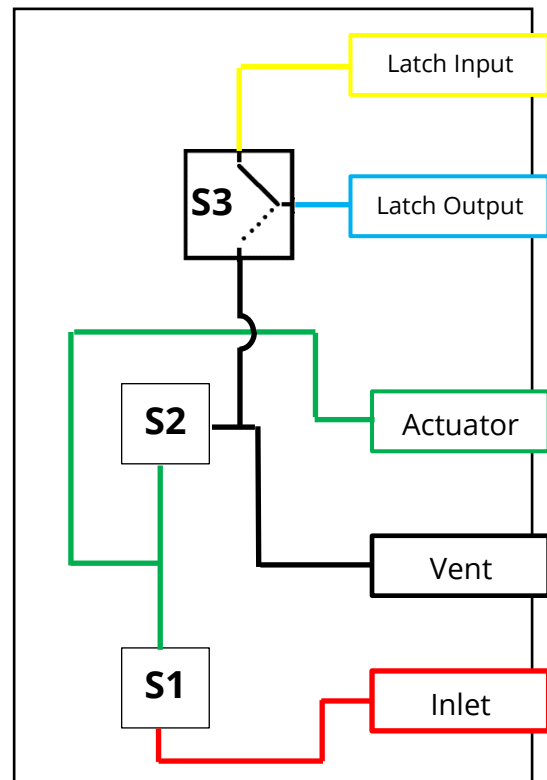 Latch Input
S3
Latch Output
S2
Actuator
Vent
S1
Inlet